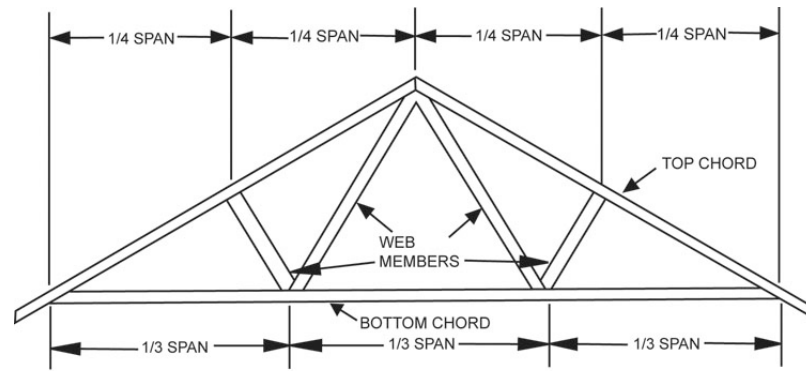 1/4 SPAN 1/4 SPAN 1/4 SPAN 1/4 SPAN
TOP CHORD
WEB
MEMBERS
BOTTOM CHORD
1/3 SPAN 1/3 SPAN 1/3 SPAN